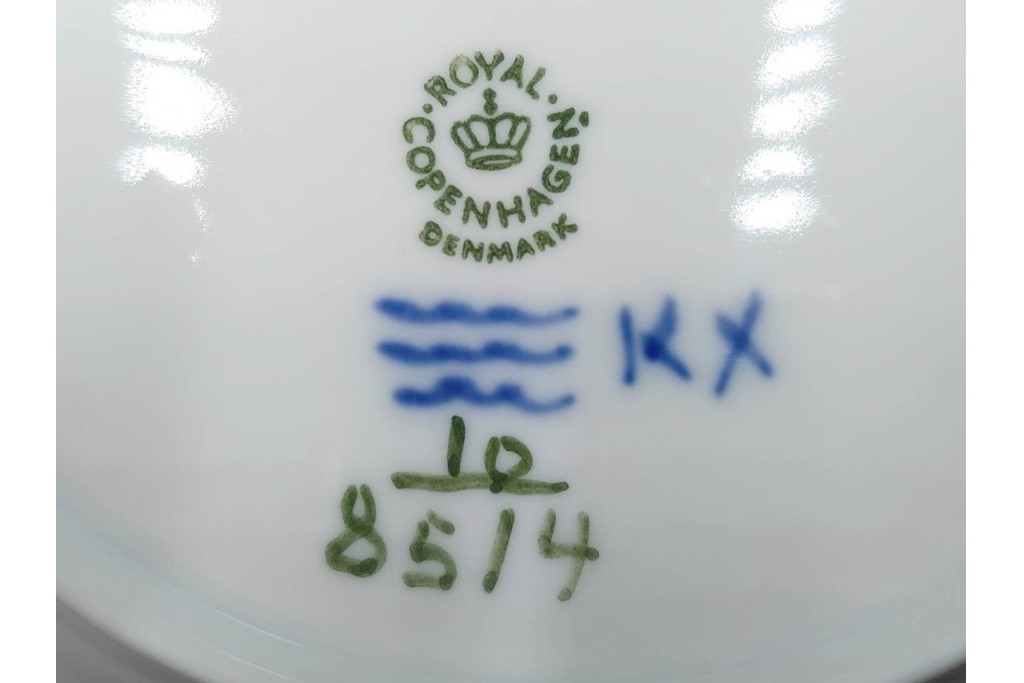 ROYAL
COPENHAGEN
DENMARK
KX
10
8514